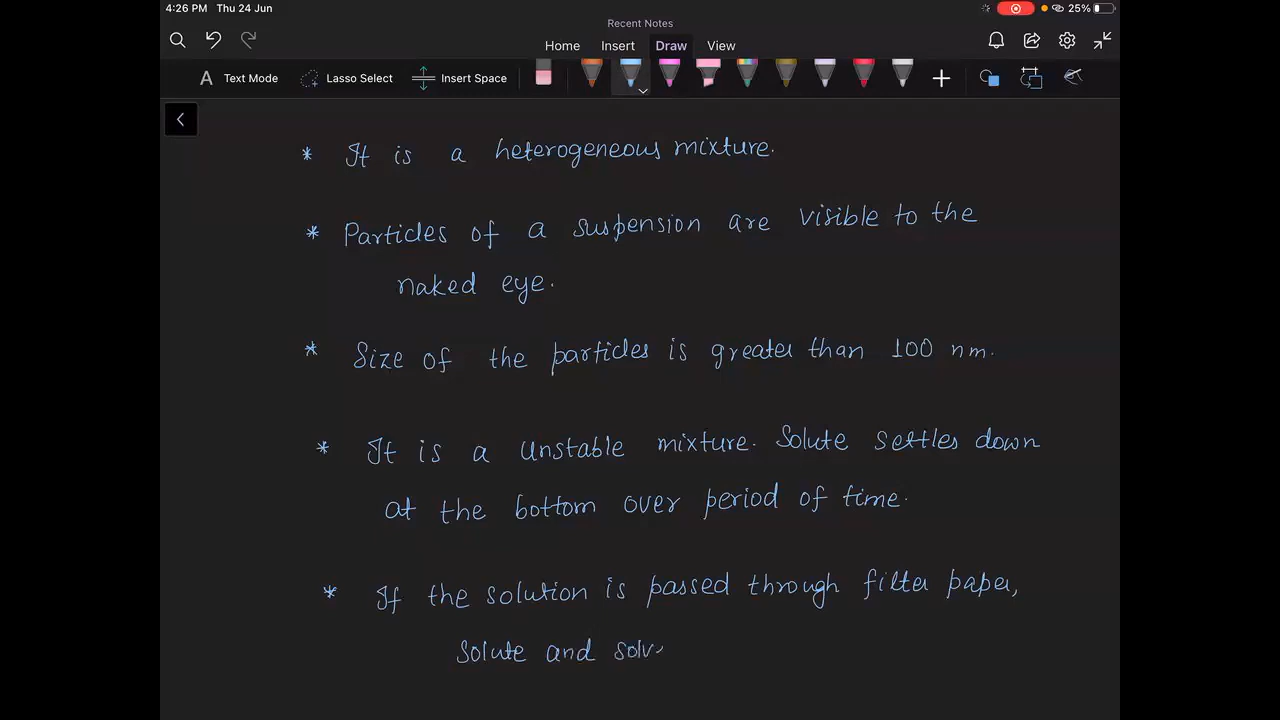 4:26 PM Thu 24 Jun
25%
Recent Notes
Home Insert Draw View
A Text Mode Lasso Select Insert Space
* It is a heterogeneous mixture.
* Particles of a suspension are visible to the
naked eye.
* Size of the particles is greater than 100 nm.
* It is a unstable mixture. Solute settles down
at the bottom over period of time.
* If the solution is passed through filter paper,
Solute and solv